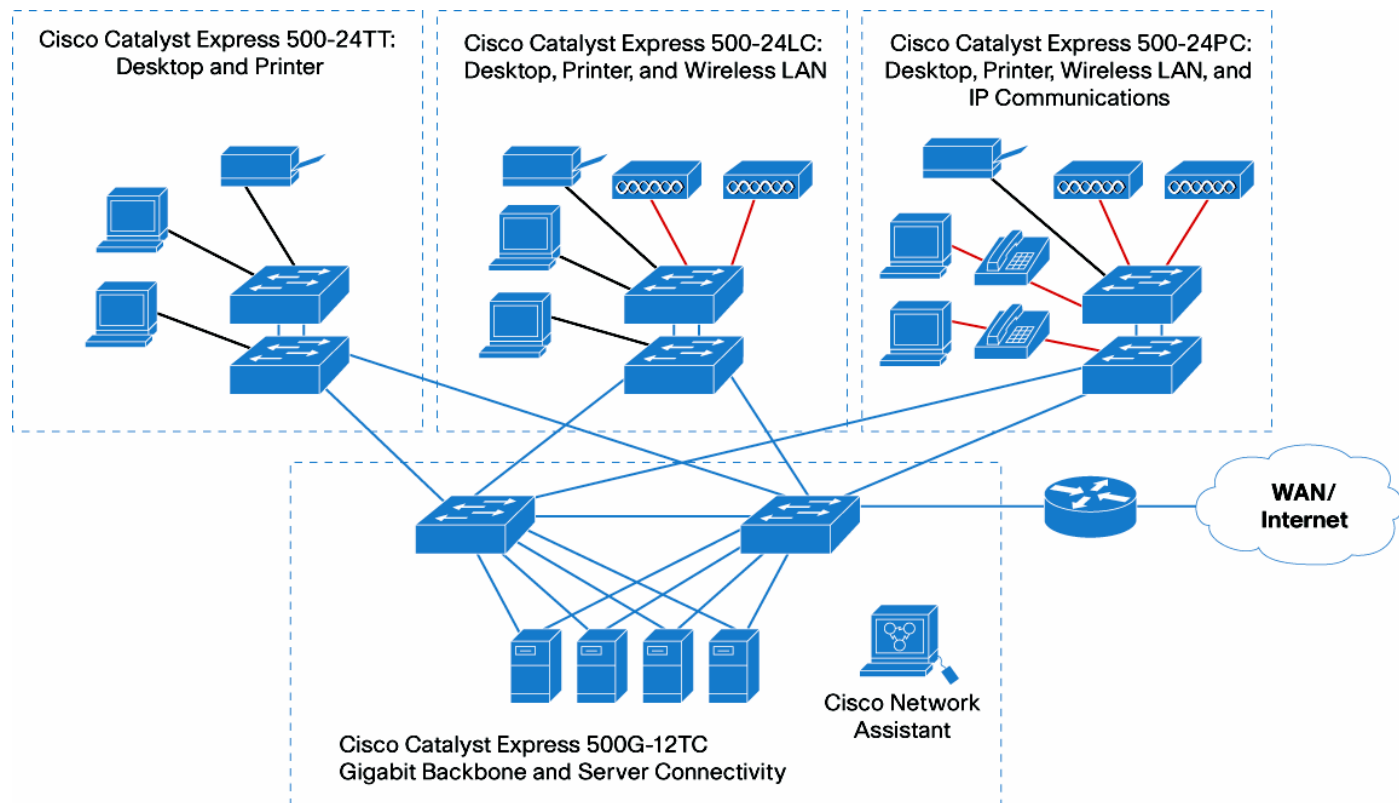 Cisco Catalyst Express 500-24TT:
Desktop and Printer
Cisco Catalyst Express 500-24LC:
Desktop, Printer, and Wireless LAN
Cisco Catalyst Express 500-24PC:
Desktop, Printer, Wireless LAN, and
IP Communications
WAN/
Internet
Cisco Network
Assistant
Cisco Catalyst Express 500G-12TC
Gigabit Backbone and Server Connectivity